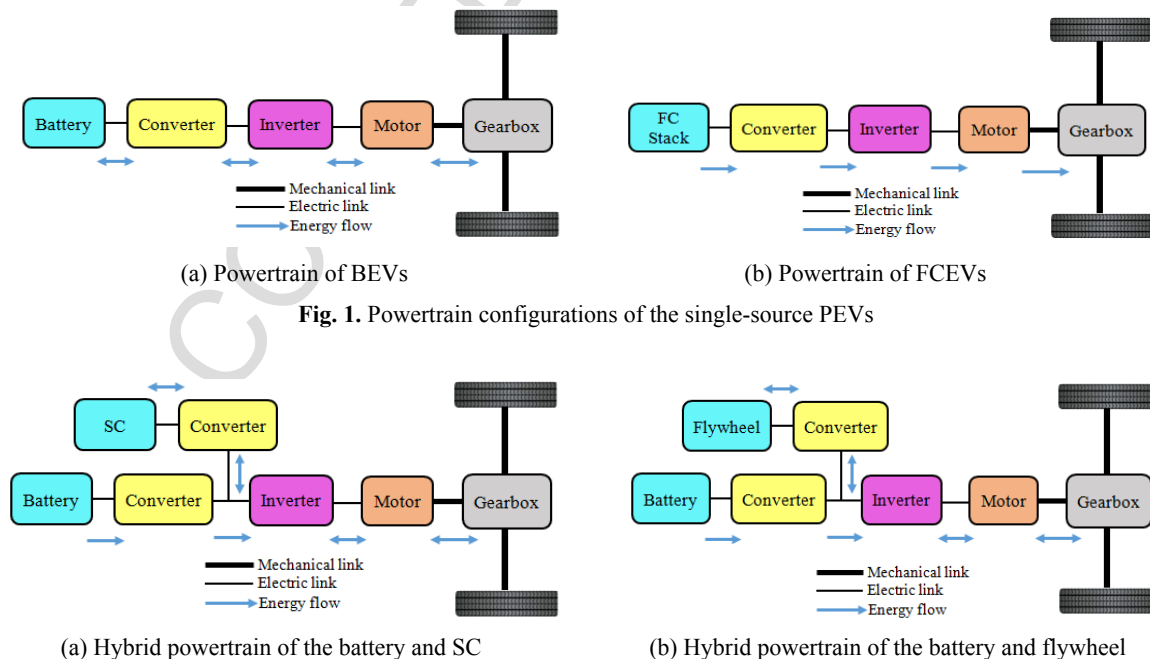 Battery
Converter
Inverter
Motor
Gearbox
Mechanical link
Electric link
Energy flow
(a) Powertrain of BEVs
FC
Stack
Converter
Inverter
Motor
Gearbox
Mechanical link
Electric link
Energy flow
(b) Powertrain of FCEVs
Fig. 1. Powertrain configurations of the single-source PEVs
SC
Converter
Battery
Converter
Inverter
Motor
Gearbox
Mechanical link
Electric link
Energy flow
(a) Hybrid powertrain of the battery and SC
Flywheel
Converter
Battery
Converter
Inverter
Motor
Gearbox
Mechanical link
Electric link
Energy flow
(b) Hybrid powertrain of the battery and flywheel